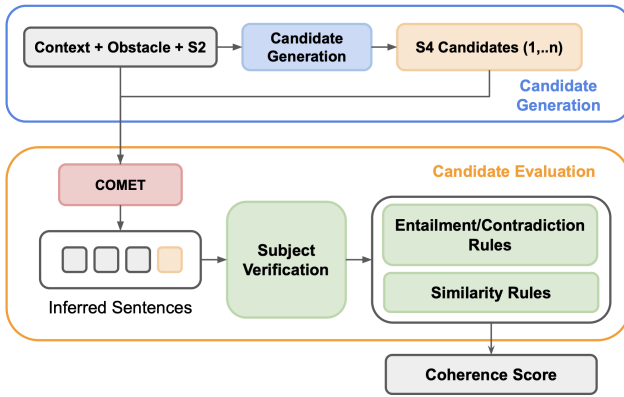 Context + Obstacle + S2
Candidate
Generation
S4 Candidates (1,..n)
Candidate
Generation
Candidate Evaluation
COMET
Inferred Sentences
Subject
Verification
Entailment/Contradiction
Rules
Similarity Rules
Coherence Score